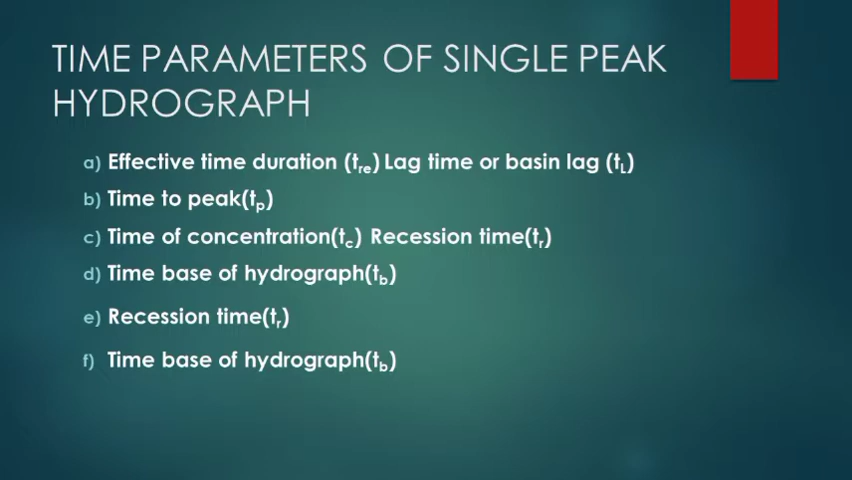 TIME PARAMETERS OF SINGLE PEAK
HYDROGRAPH
a) Effective time duration (tre) Lag time or basin lag (tL)
b) Time to peak(tp)
c) Time of concentration(tc) Recession time(tr)
d) Time base of hydrograph(tb)
e) Recession time(tr)
f) Time base of hydrograph(tb)